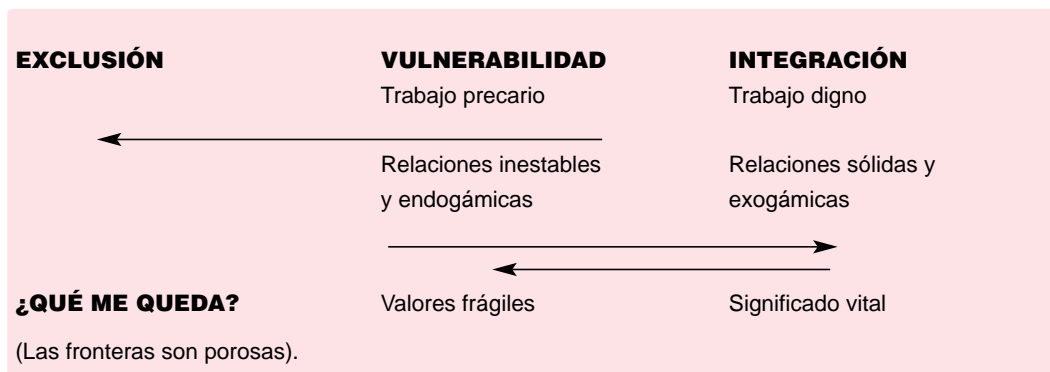 EXCLUSIÓN VULNERABILIDAD INTEGRACIÓN
Trabajo precario Trabajo digno
Relaciones inestables Relaciones sólidas y
y endogámicas exogámicas
¿QUÉ ME QUEDA? Valores frágiles Significado vital
(Las fronteras son porosas).